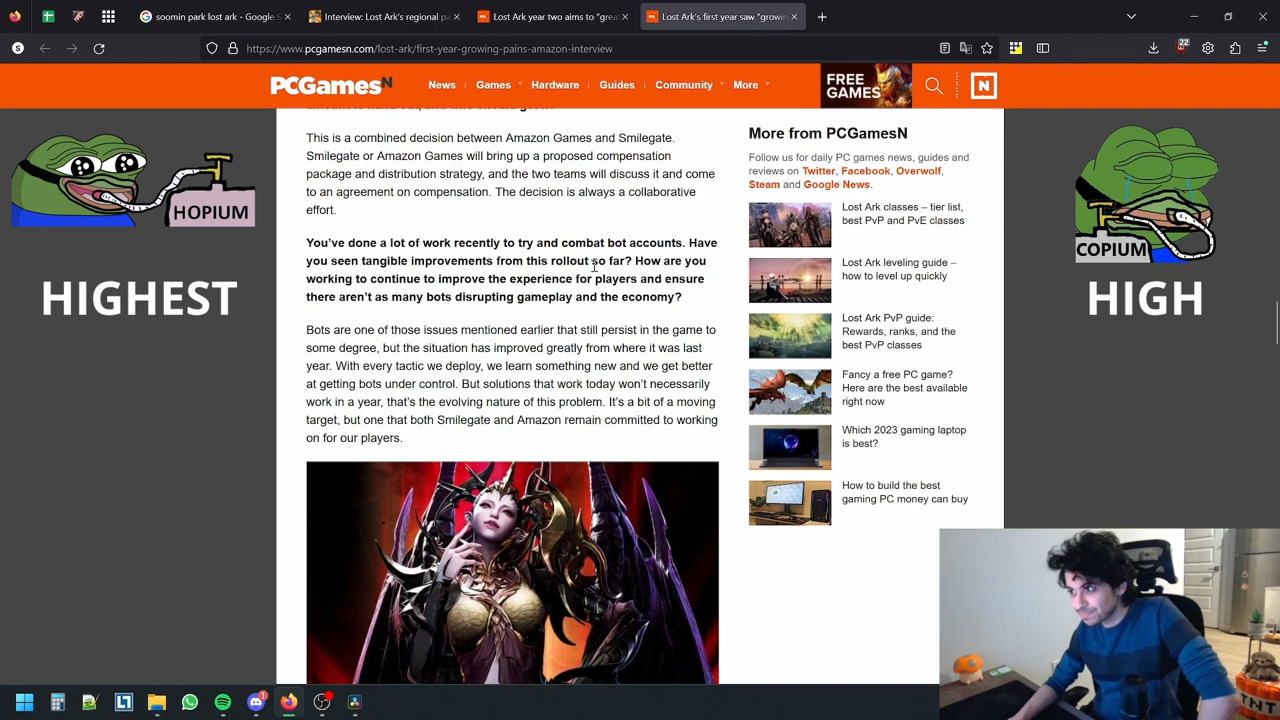 soomin park lost ark - Google S
Interview: Lost Ark's regional pa
Lost Ark year two aims to "grea
Lost Ark's first year saw "growin
https://www.pcgamesn.com/lost-ark/first-year-growing-pains-amazon-interview
22
PCGamesN
News
Games
Hardware
Guides
Community
More
FREE
GAMES
N
This is a combined decision between Amazon Games and Smilegate.
Smilegate or Amazon Games will bring up a proposed compensation
package and distribution strategy, and the two teams will discuss it and come
to an agreement on compensation. The decision is always a collaborative
effort.
You've done a lot of work recently to try and combat bot accounts. Have
you seen tangible improvements from this rollout so far? How are you
working to continue to improve the experience for players and ensure
there aren't as many bots disrupting gameplay and the economy?
Bots are one of those issues mentioned earlier that still persist in the game to
some degree, but the situation has improved greatly from where it was last
year. With every tactic we deploy, we learn something new and we get better
at getting bots under control. But solutions that work today won't necessarily
work in a year, that's the evolving nature of this problem. It's a bit of a moving
target, but one that both Smilegate and Amazon remain committed to working
on for our players.
More from PCGamesN
Follow us for daily PC games news, guides and
reviews on Twitter, Facebook, Overwolf,
Steam and Google News.
Lost Ark classes – tier list,
best PvP and PvE classes
Lost Ark leveling guide –
how to level up quickly
Lost Ark PvP guide:
Rewards, ranks, and the
best PvP classes
Fancy a free PC game?
Here are the best available
right now
Which 2023 gaming laptop
is best?
How to build the best
gaming PC money can buy
HOPIUM
HIGHEST
COPIUM
HIGH
TNT